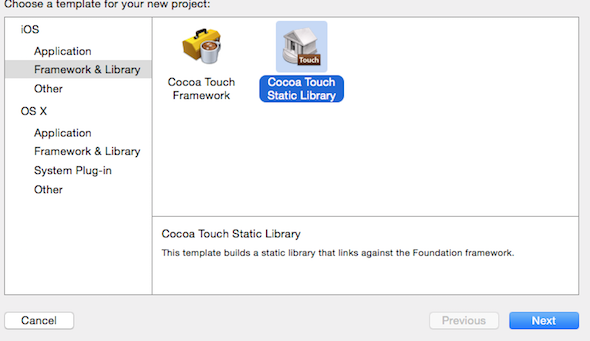 Choose a template for your new project:
iOS
Application
Framework & Library
Other
OS X
Application
Framework & Library
System Plug-in
Other
Cocoa Touch
Framework
Touch
Cocoa Touch
Static Library
Cocoa Touch Static Library
This template builds a static library that links against the Foundation framework.
Cancel
Previous
Next